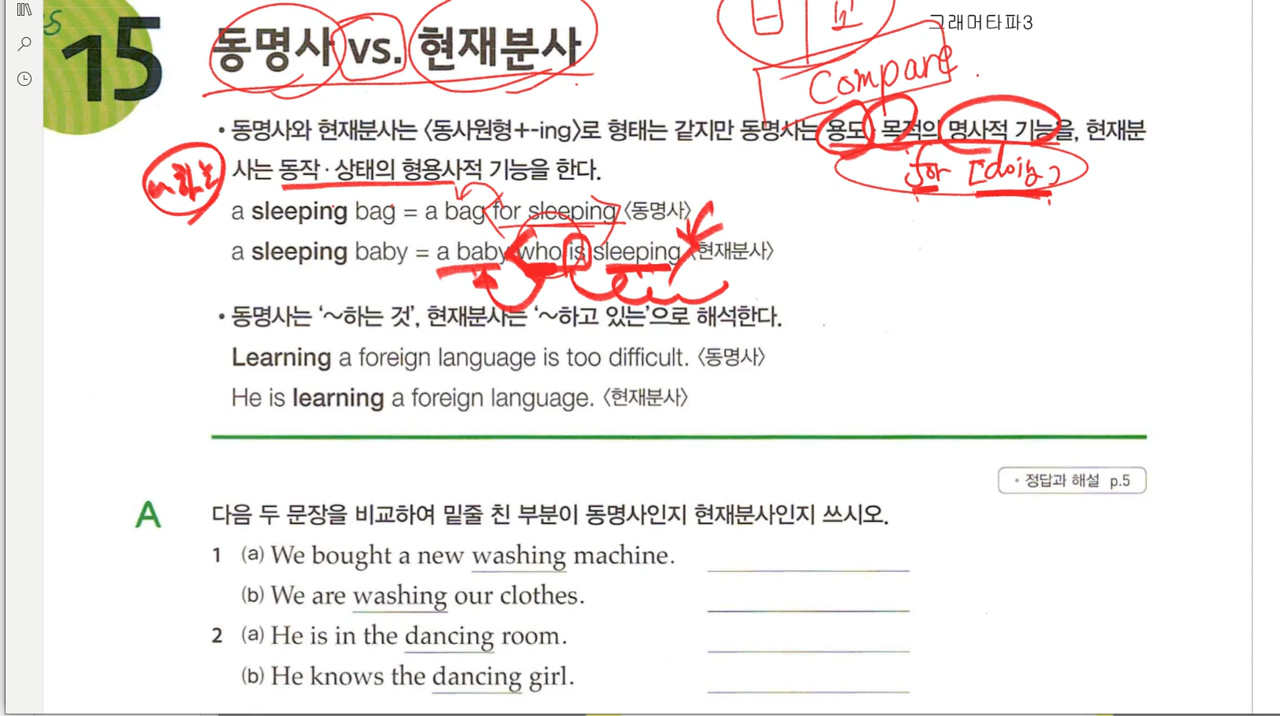 그래머타파3
비 교
15 동명사 vs. 현재분사
Compare
• 동명사와 현재분사는 〈동사원형+-ing〉로 형태는 같지만 동명사는 용도·목적의 명사적 기능을, 현재분
사는 동작·상태의 형용사적 기능을 한다.
for [doing]
~하는
a sleeping bag = a bag for sleeping 〈동명사〉
a sleeping baby = a baby who is sleeping 〈현재분사〉
• 동명사는 '~하는 것', 현재분사는 '~하고 있는'으로 해석한다.
Learning a foreign language is too difficult. 〈동명사〉
He is learning a foreign language. 〈현재분사〉
• 정답과 해설 p.5
A 다음 두 문장을 비교하여 밑줄 친 부분이 동명사인지 현재분사인지 쓰시오.
1 (a) We bought a new washing machine.
(b) We are washing our clothes.
2 (a) He is in the dancing room.
(b) He knows the dancing girl.